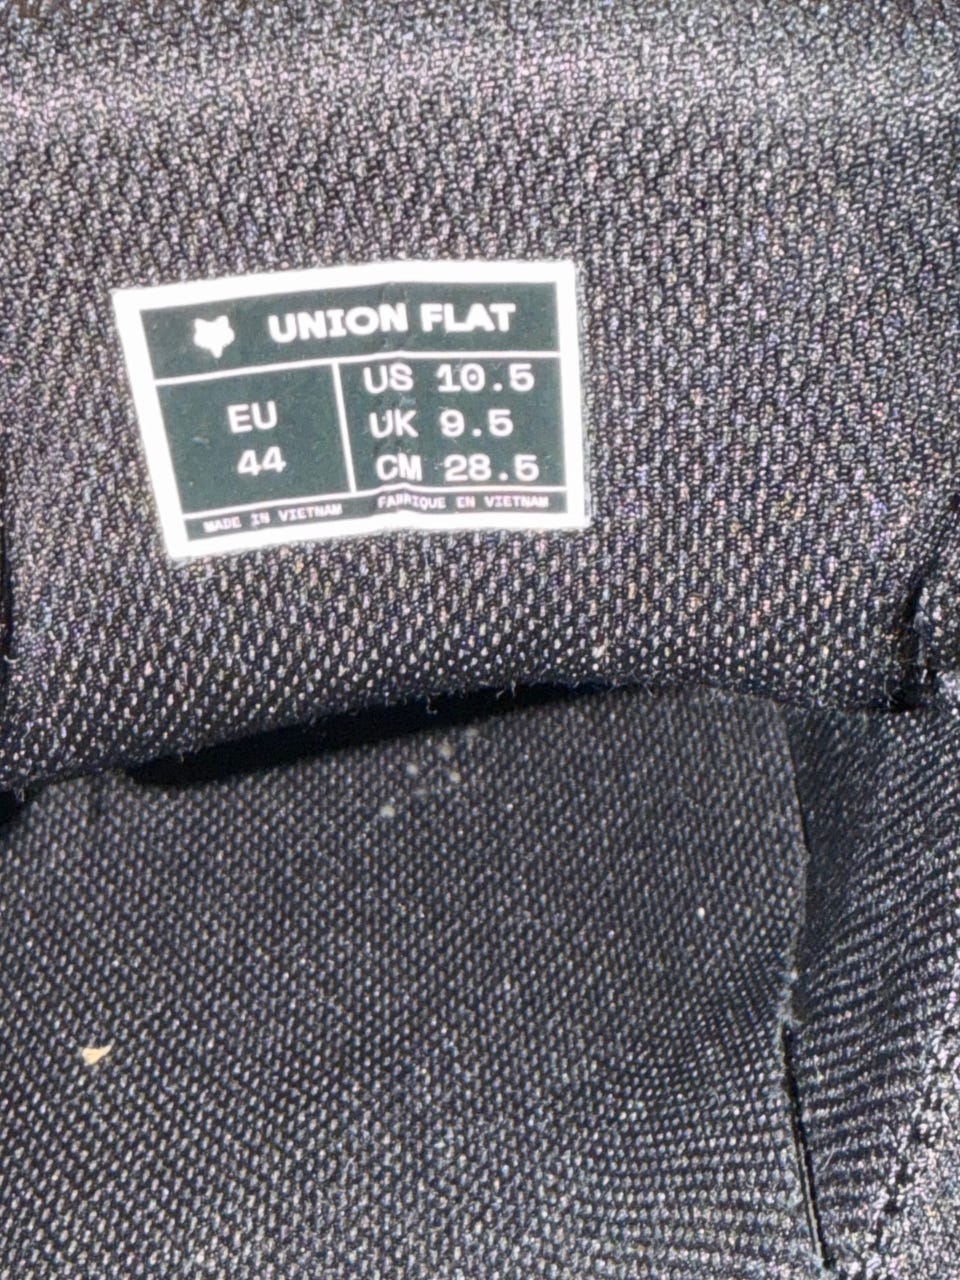 UNION FLAT
EU
44
US 10.5
UK 9.5
CM 28.5
MADE IN VIETNAM FABRIQUE EN VIETNAM